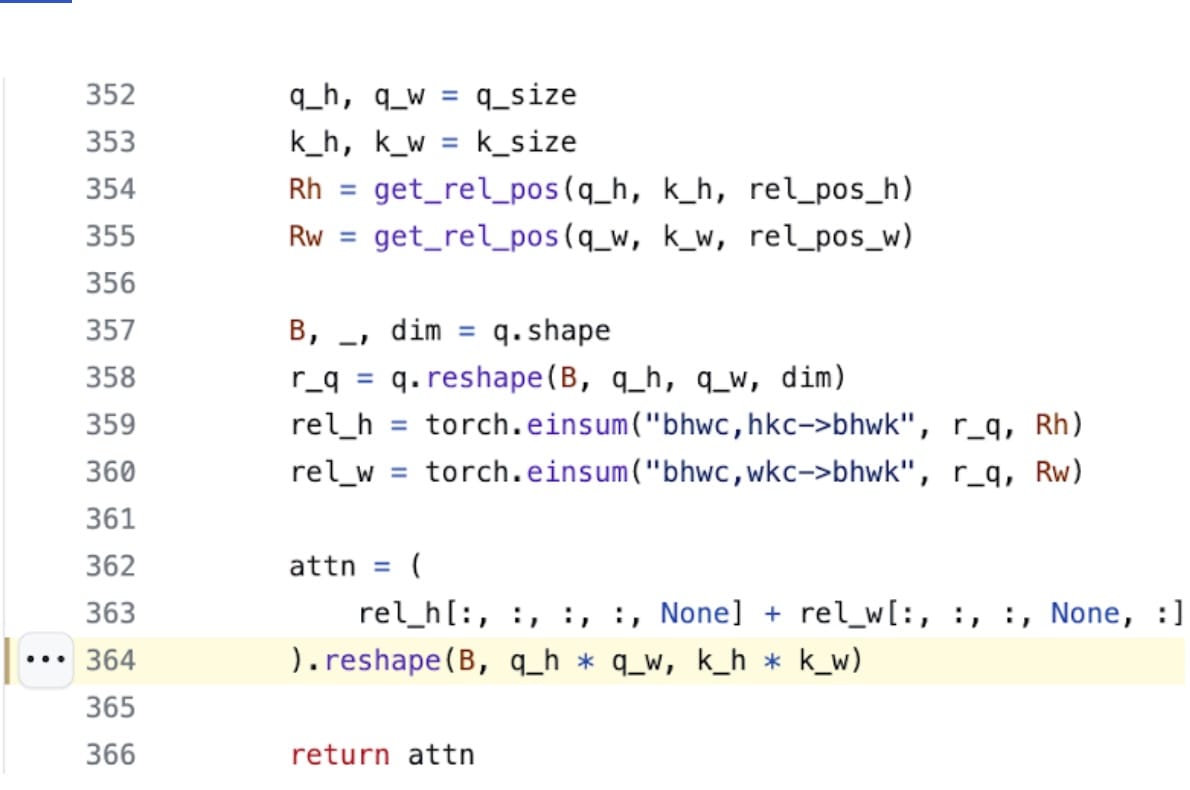 352 q_h, q_w = q_size
353 k_h, k_w = k_size
354 Rh = get_rel_pos(q_h, k_h, rel_pos_h)
355 Rw = get_rel_pos(q_w, k_w, rel_pos_w)
356
357 B, _, dim = q.shape
358 r_q = q.reshape(B, q_h, q_w, dim)
359 rel_h = torch.einsum("bhwc,hkc->bhwk", r_q, Rh)
360 rel_w = torch.einsum("bhwc,wkc->bhwk", r_q, Rw)
361
362 attn = (
363 rel_h[:, :, :, :, None] + rel_w[:, :, :, None, :]
... 364 ).reshape(B, q_h * q_w, k_h * k_w)
365
366 return attn